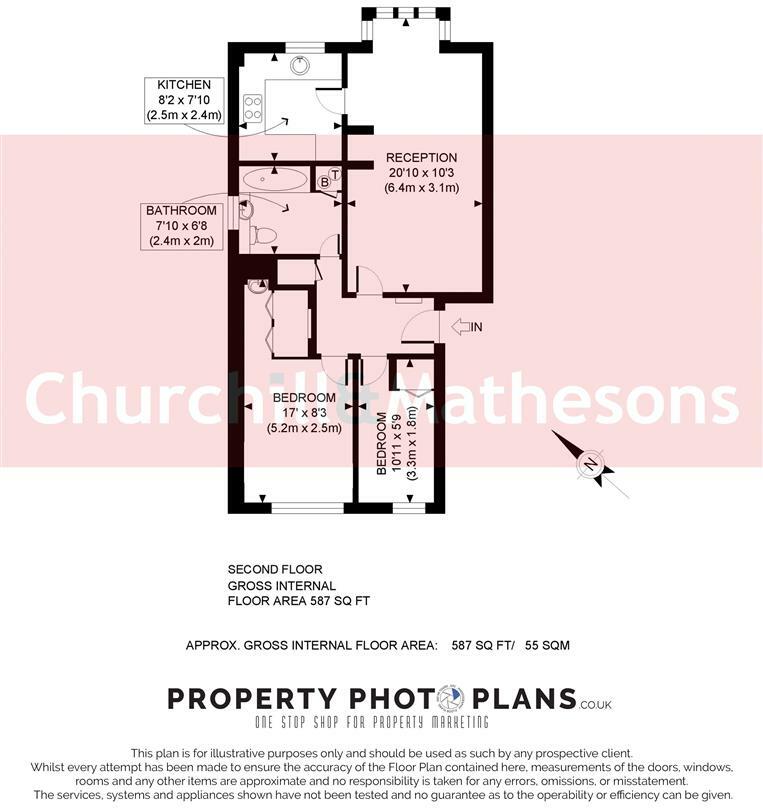 KITCHEN
8'2 x 7'10
(2.5m x 2.4m)
RECEPTION
20'10 x 10'3
(6.4m x 3.1m)
B
T
BATHROOM
7'10 x 6'8
(2.4m x 2m)
IN
Churchill & Mathesons
BEDROOM
17' x 8'3
(5.2m x 2.5m)
BEDROOM
10'11 x 5'9
(3.3m x 1.8m)
N
SECOND FLOOR
GROSS INTERNAL
FLOOR AREA 587 SQ FT
APPROX. GROSS INTERNAL FLOOR AREA: 587 SQ FT/ 55 SQM
PROPERTY PHOTO PLANS.CO.UK
ONE STOP SHOP FOR PROPERTY MARKETING
This plan is for illustrative purposes only and should be used as such by any prospective client.
Whilst every attempt has been made to ensure the accuracy of the Floor Plan contained here, measurements of the doors, windows,
rooms and any other items are approximate and no responsibility is taken for any errors, omissions, or misstatement.
The services, systems and appliances shown have not been tested and no guarantee as to the operability or efficiency can be given.